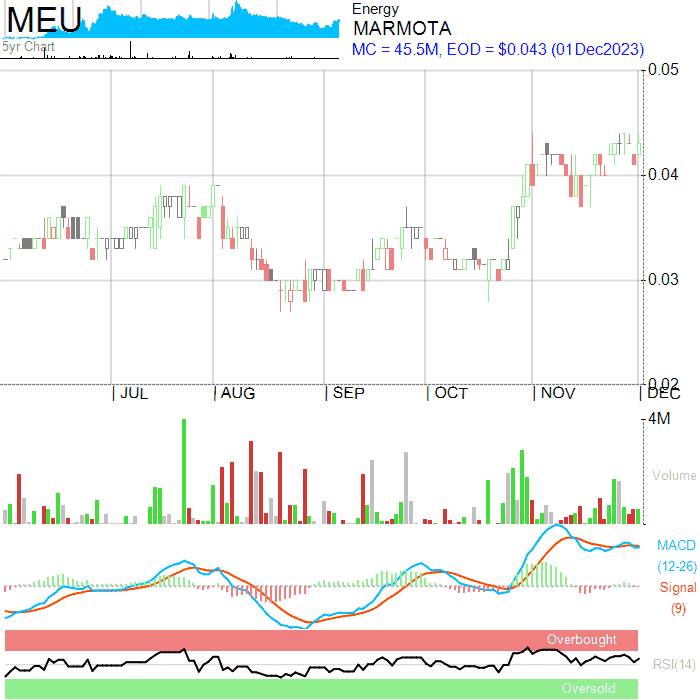 MEU
5yr Chart
Energy
MARMOTA
MC = 45.5M, EOD = $0.043 (01Dec2023)
0.05
0.04
0.03
0.02
| JUL | AUG | SEP | OCT | NOV | DEC
4M
Volume
MACD
(12-26)
Signal
(9)
Overbought
RSI(14)
Oversold